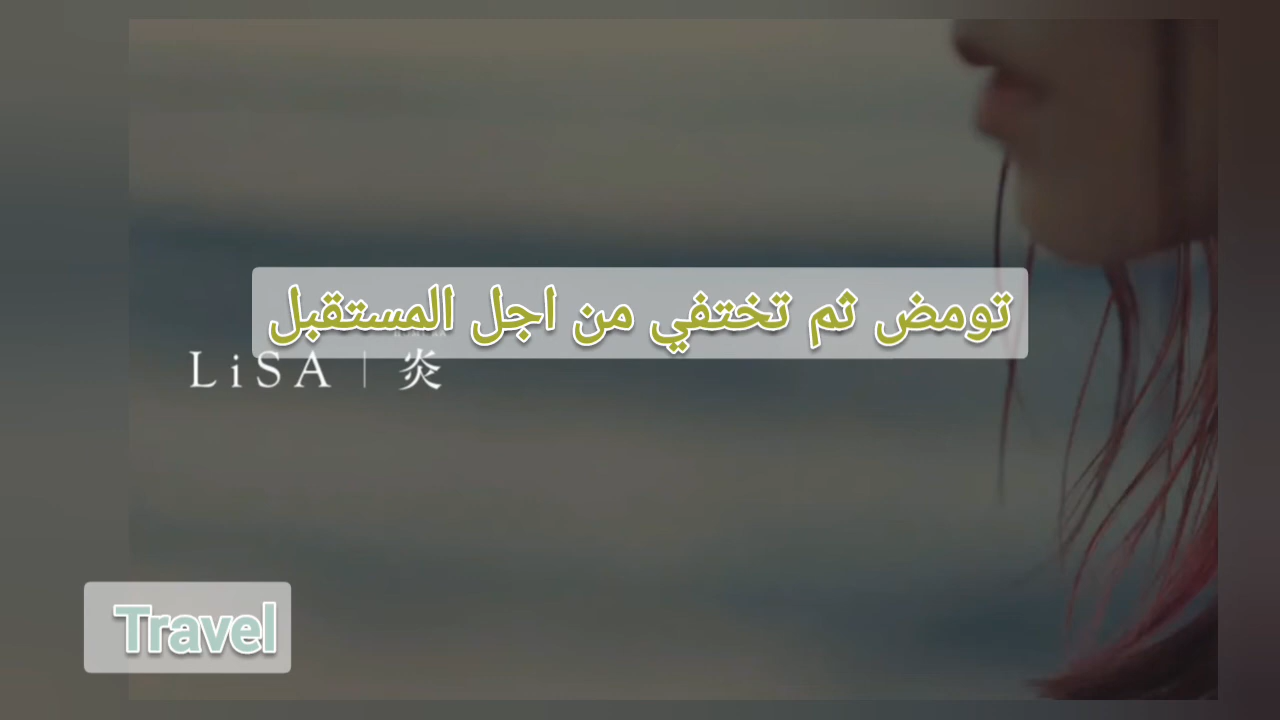 تومض ثم تختفي من اجل المستقبل
LiSA | 炎
Travel